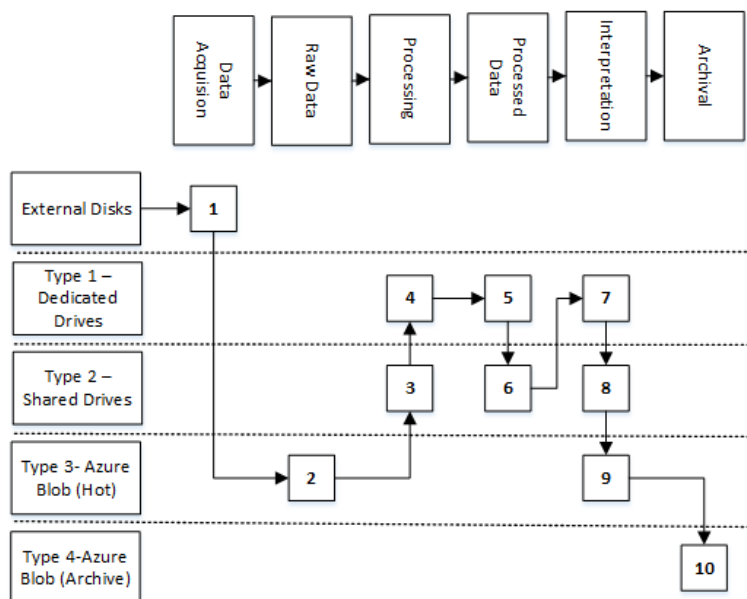 Data
Acquision
Raw Data
Processing
Processed
Data
Interpretation
Archival
External Disks
1
Type 1 –
Dedicated
Drives
4
5
7
Type 2 –
Shared Drives
3
6
8
Type 3- Azure
Blob (Hot)
2
9
Type 4-Azure
Blob (Archive)
10